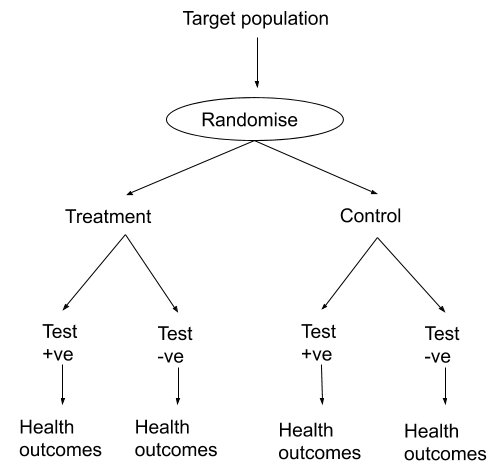 Target population
Randomise
Treatment
Control
Test
+ve
Test
-ve
Test
+ve
Test
-ve
Health
outcomes
Health
outcomes
Health
outcomes
Health
outcomes